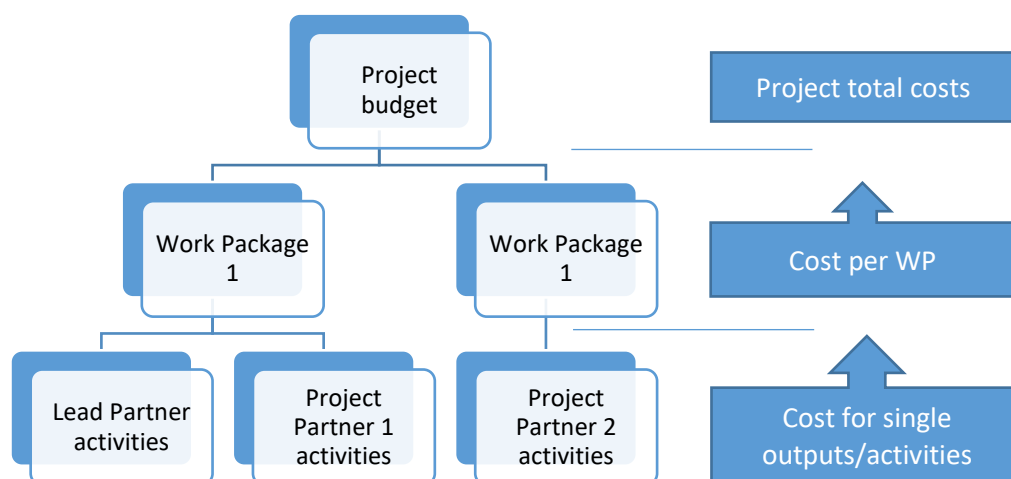 Project
budget
Project total costs
Work Package
1
Work Package
1
Cost per WP
Lead Partner
activities
Project
Partner 1
activities
Project
Partner 2
activities
Cost for single
outputs/activities